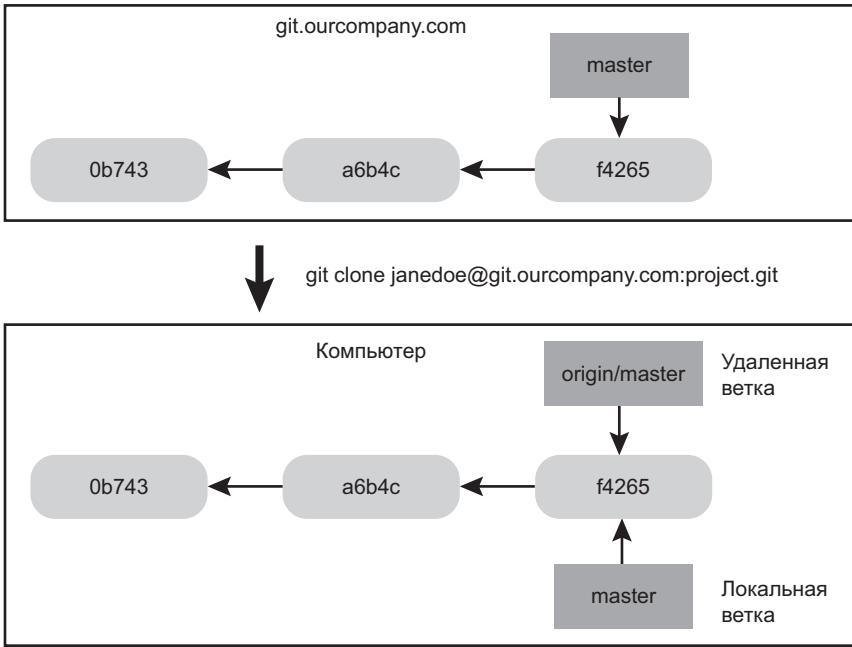 git.ourcompany.com
master
0b743
a6b4c
f4265
git clone janedoe@git.ourcompany.com:project.git
Компьютер
origin/master
Удаленная
ветка
0b743
a6b4c
f4265
master
Локальная
ветка